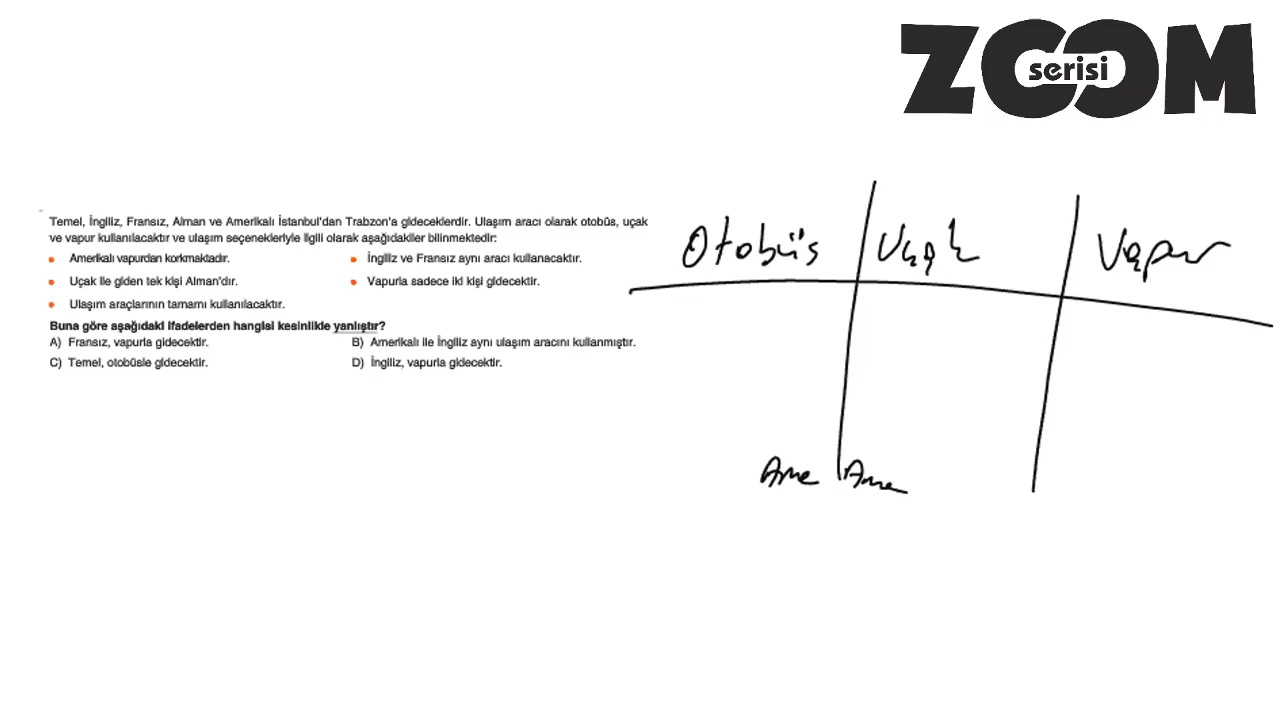 ZOOM
serisi
Temel, İngiliz, Fransız, Alman ve Amerikalı İstanbul'dan Trabzon'a gideceklerdir. Ulaşım aracı olarak otobüs, uçak
ve vapur kullanılacaktır ve ulaşım seçenekleriyle ilgili olarak aşağıdakiler bilinmektedir:
Amerikalı vapurdan korkmaktadır.
İngiliz ve Fransız aynı aracı kullanacaktır.
Uçak ile giden tek kişi Alman'dır.
Vapurla sadece iki kişi gidecektir.
Ulaşım araçlarının tamamı kullanılacaktır.
Buna göre aşağıdaki ifadelerden hangisi kesinlikle yanlıştır?
A) Fransız, vapurla gidecektir.
B) Amerikalı ile İngiliz aynı ulaşım aracını kullanmıştır.
C) Temel, otobüsle gidecektir.
D) İngiliz, vapurla gidecektir.
Otobüs Uçak Vapur
Ame Ame